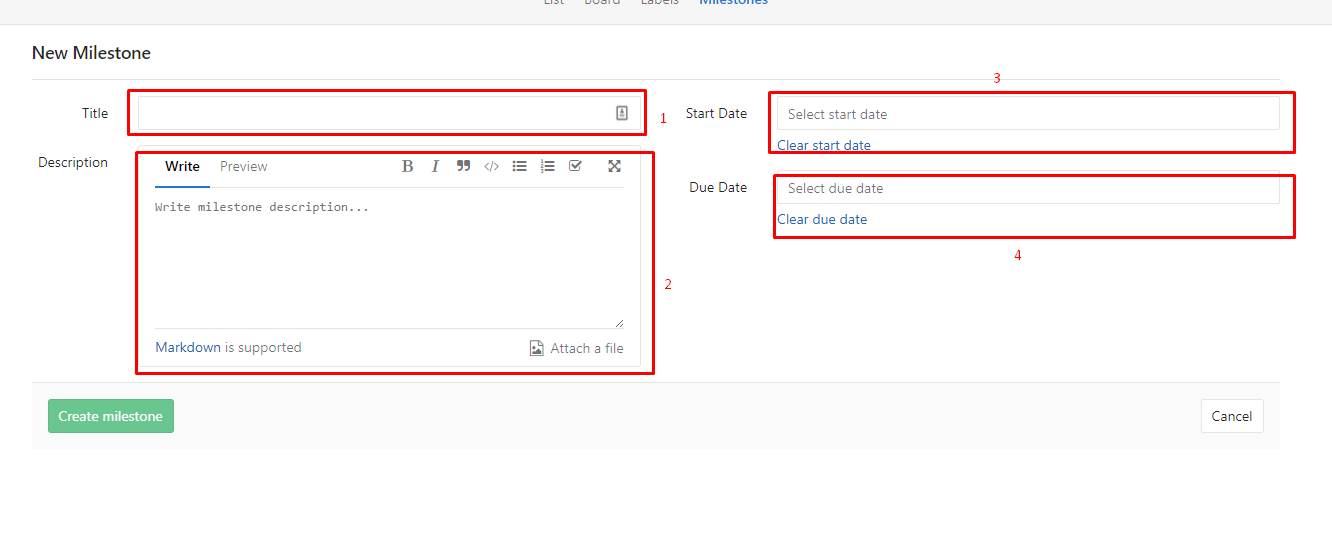 List Board Labels Milestones
New Milestone
3
Title
1
Start Date
Select start date
Clear start date
Description
Write Preview B I
Write milestone description...
Due Date
Select due date
Clear due date
4
2
Markdown is supported
Attach a file
Create milestone
Cancel